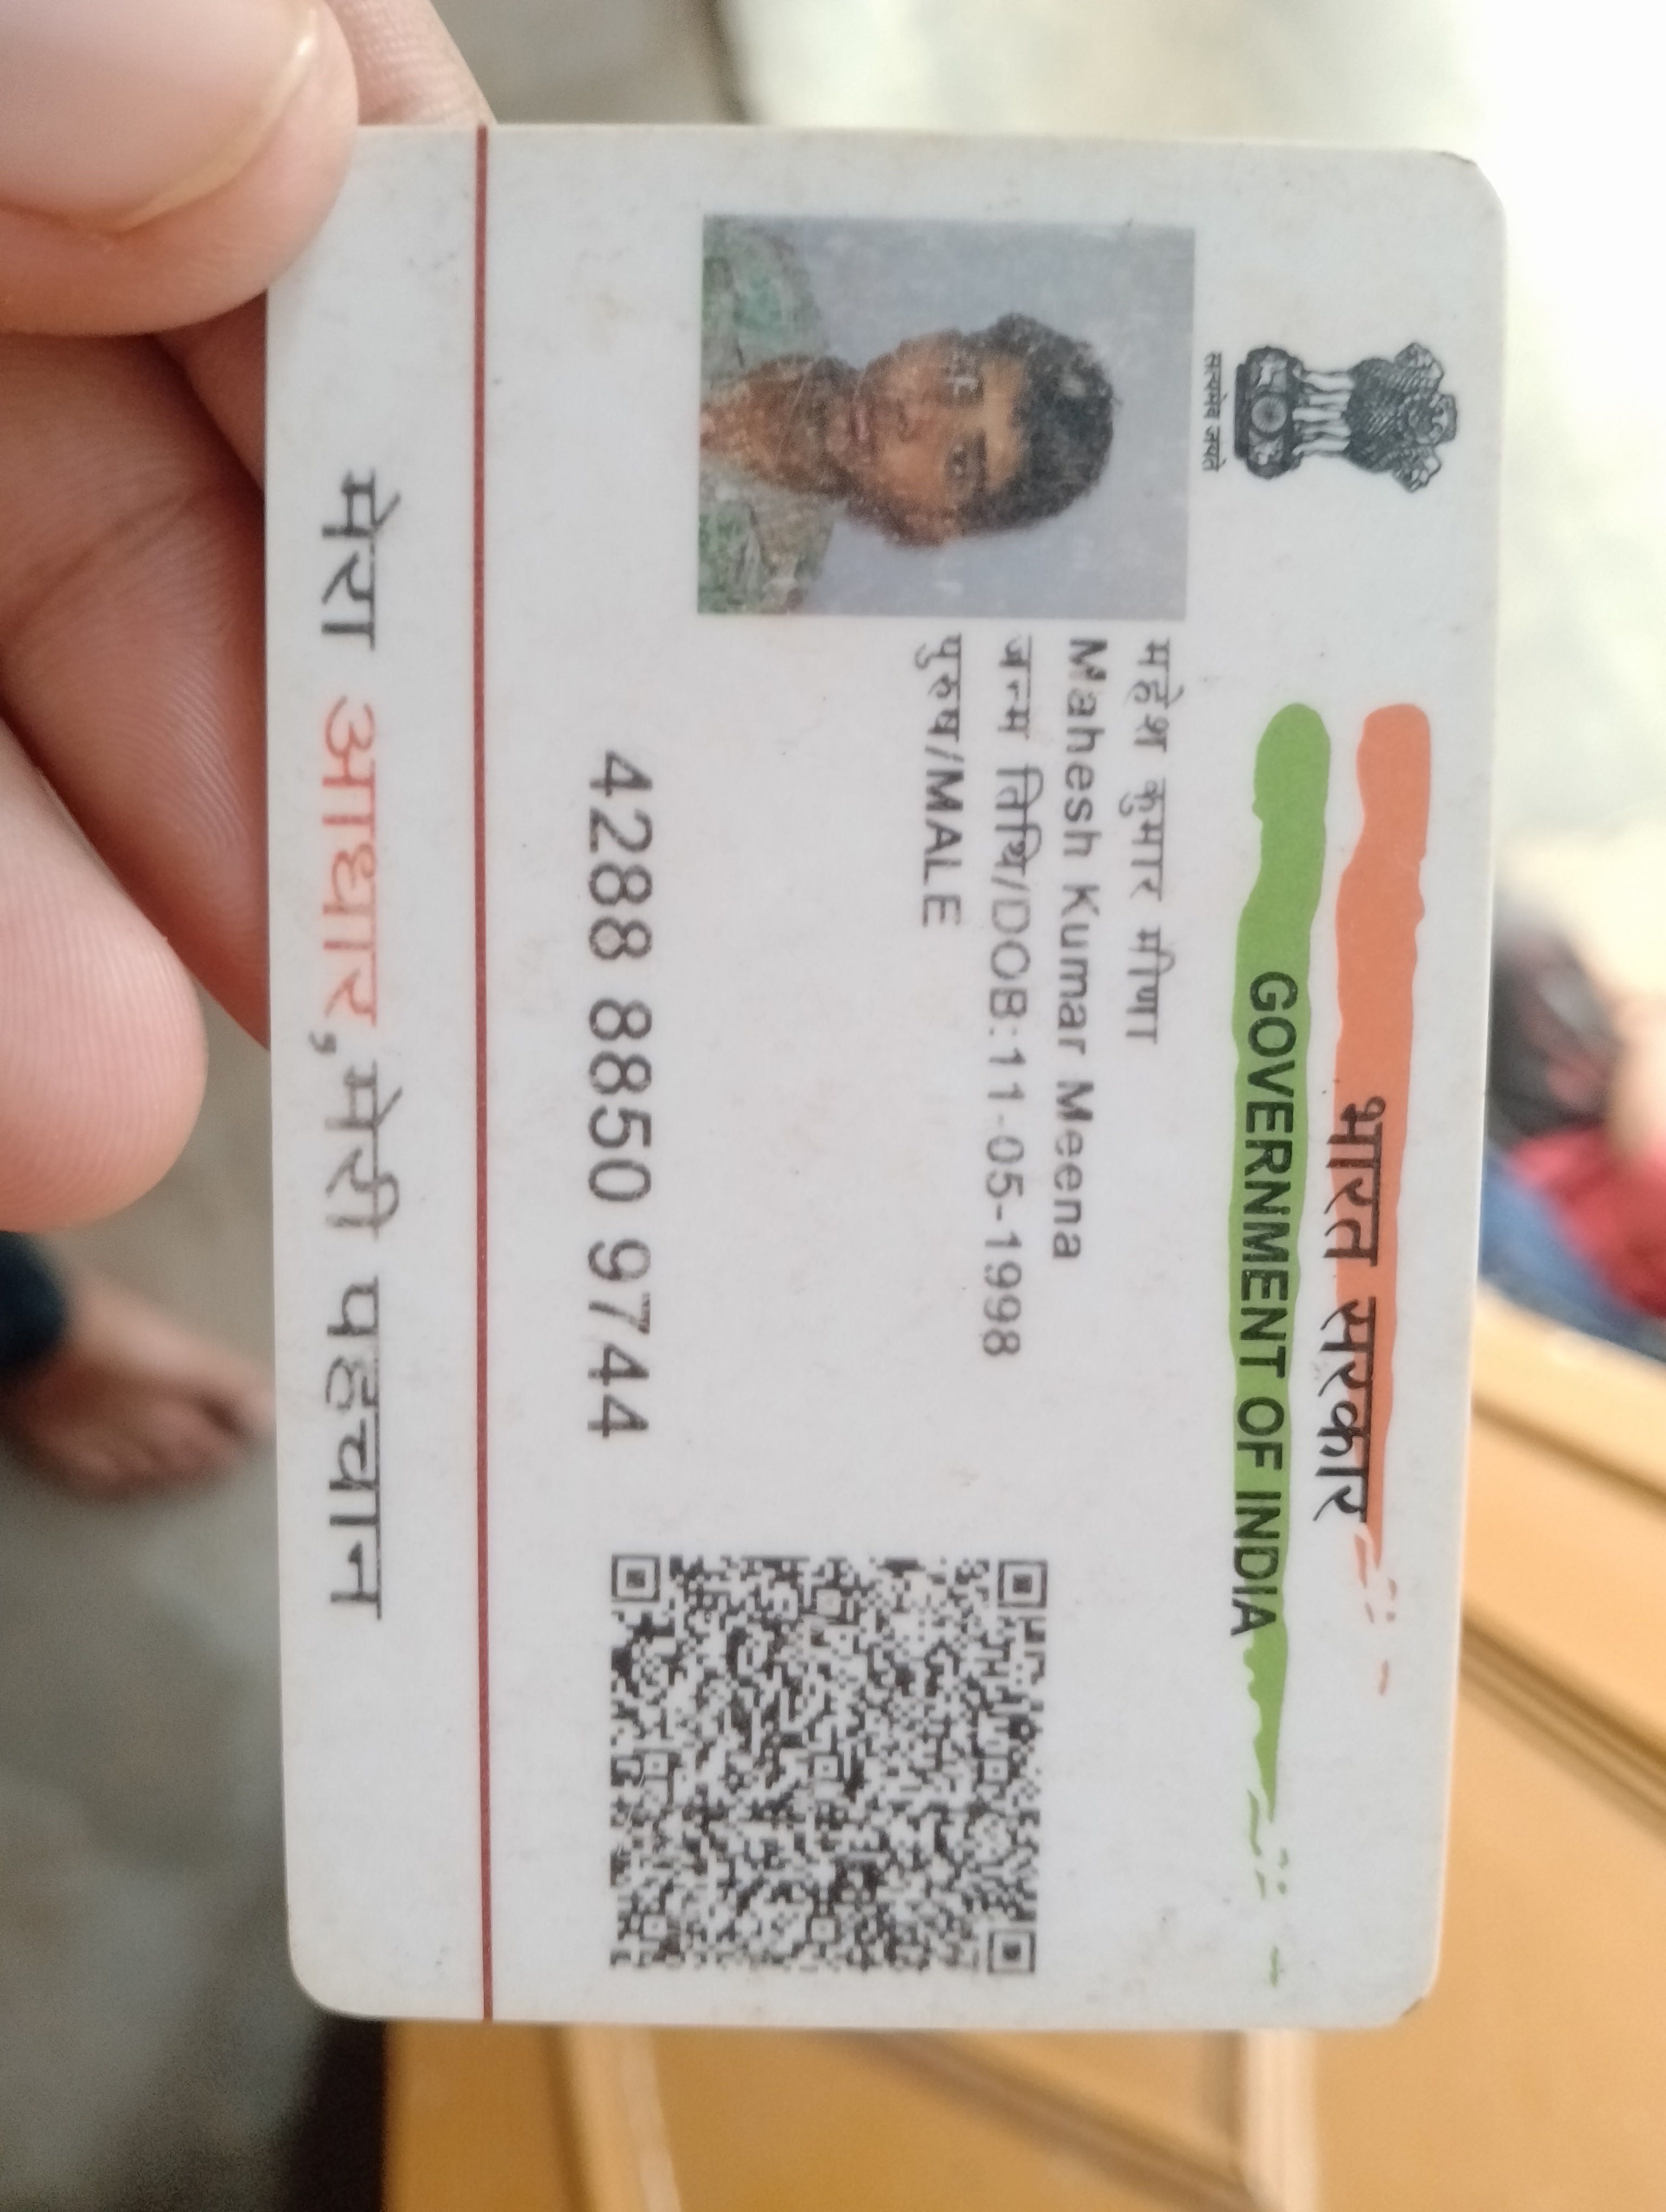 भारत सरकार
GOVERNMENT OF INDIA
सत्यमेव जयते
महेश कुमार मीणा
Mahesh Kumar Meena
जन्म तिथि/DOB:11-05-1998
पुरुष/MALE
4288 8850 9744
मेरा आधार,मेरी पहचान